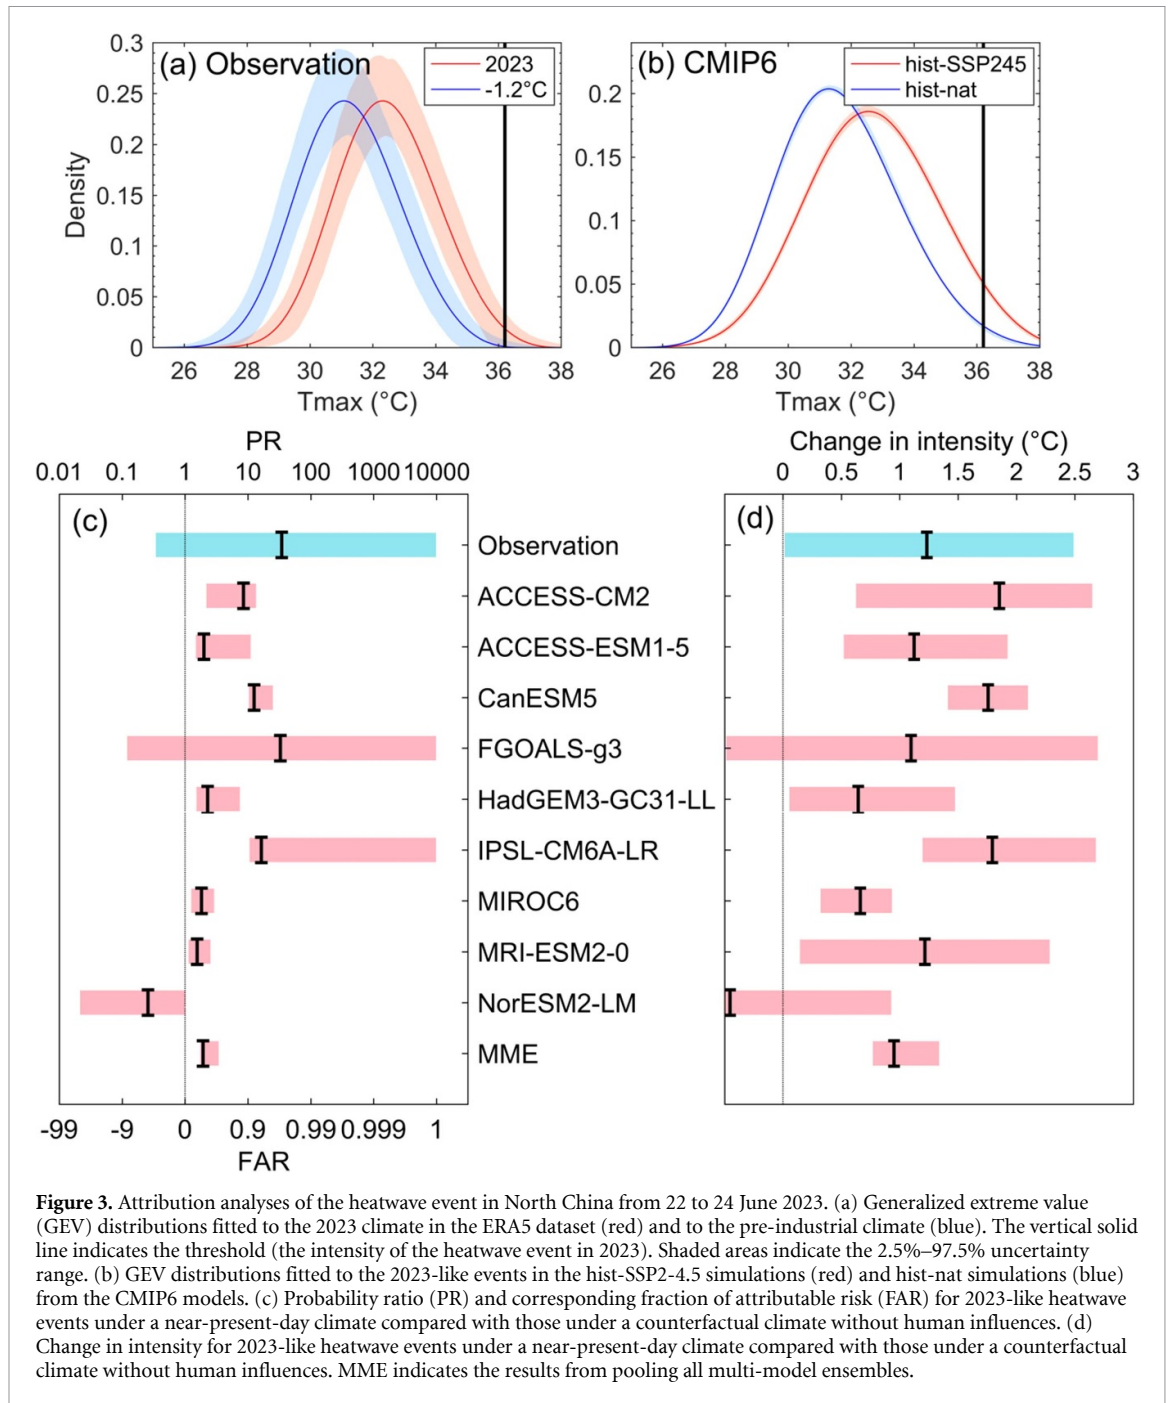 (a) Observation
2023
-1.2°C
0.3
0.25
0.2
0.15
0.1
0.05
0
Density
26 28 30 32 34 36 38
Tmax (°C)
(b) CMIP6
hist-SSP245
hist-nat
0.2
0.15
0.1
0.05
0
26 28 30 32 34 36 38
Tmax (°C)
PR
0.01 0.1 1 10 100 1000 10000
(c)
Change in intensity (°C)
0 0.5 1 1.5 2 2.5 3
(d)
Observation
ACCESS-CM2
ACCESS-ESM1-5
CanESM5
FGOALS-g3
HadGEM3-GC31-LL
IPSL-CM6A-LR
MIROC6
MRI-ESM2-0
NorESM2-LM
MME
-99 -9 0 0.9 0.99 0.999 1
FAR
Figure 3. Attribution analyses of the heatwave event in North China from 22 to 24 June 2023. (a) Generalized extreme value
(GEV) distributions fitted to the 2023 climate in the ERA5 dataset (red) and to the pre-industrial climate (blue). The vertical solid
line indicates the threshold (the intensity of the heatwave event in 2023). Shaded areas indicate the 2.5%–97.5% uncertainty
range. (b) GEV distributions fitted to the 2023-like events in the hist-SSP2-4.5 simulations (red) and hist-nat simulations (blue)
from the CMIP6 models. (c) Probability ratio (PR) and corresponding fraction of attributable risk (FAR) for 2023-like heatwave
events under a near-present-day climate compared with those under a counterfactual climate without human influences. (d)
Change in intensity for 2023-like heatwave events under a near-present-day climate compared with those under a counterfactual
climate without human influences. MME indicates the results from pooling all multi-model ensembles.